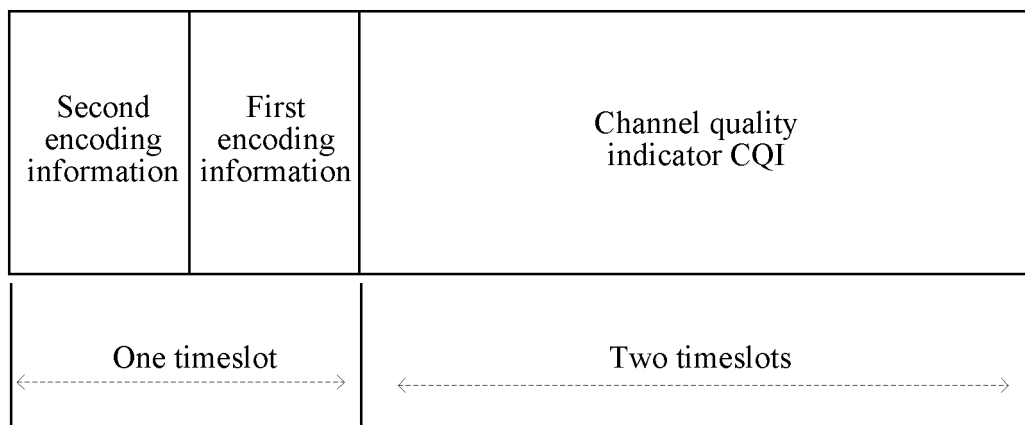 Second
encoding
information
First
encoding
information
Channel quality
indicator CQI
One timeslot
Two timeslots